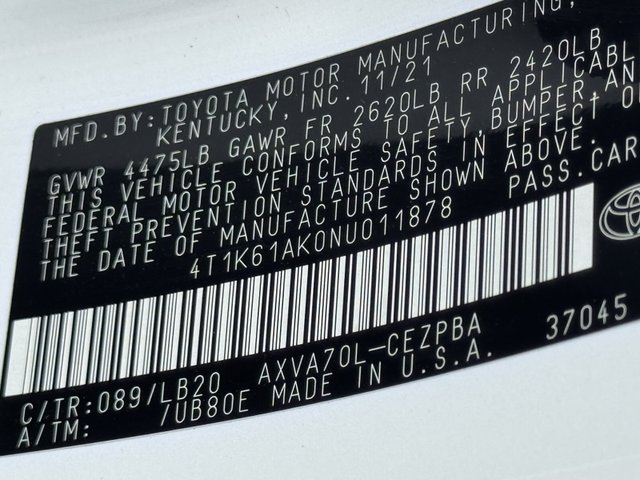 MFD. BY: TOYOTA MOTOR MANUFACTURING,
KENTUCKY, INC. 11/21
GVWR 4475LB GAWR FR 2620LB RR 2420LB
THIS VEHICLE CONFORMS TO ALL APPLICABL
FEDERAL MOTOR VEHICLE SAFETY, BUMPER, AN
THEFT PREVENTION STANDARDS IN EFFECT O
THE DATE OF MANUFACTURE SHOWN ABOVE.
4T1K61AK0NU011878 PASS.CAR
C/TR:089/LB20 AXVA70L-CEZPBA 37045
A/TM: /UB80E MADE IN U.S.A.